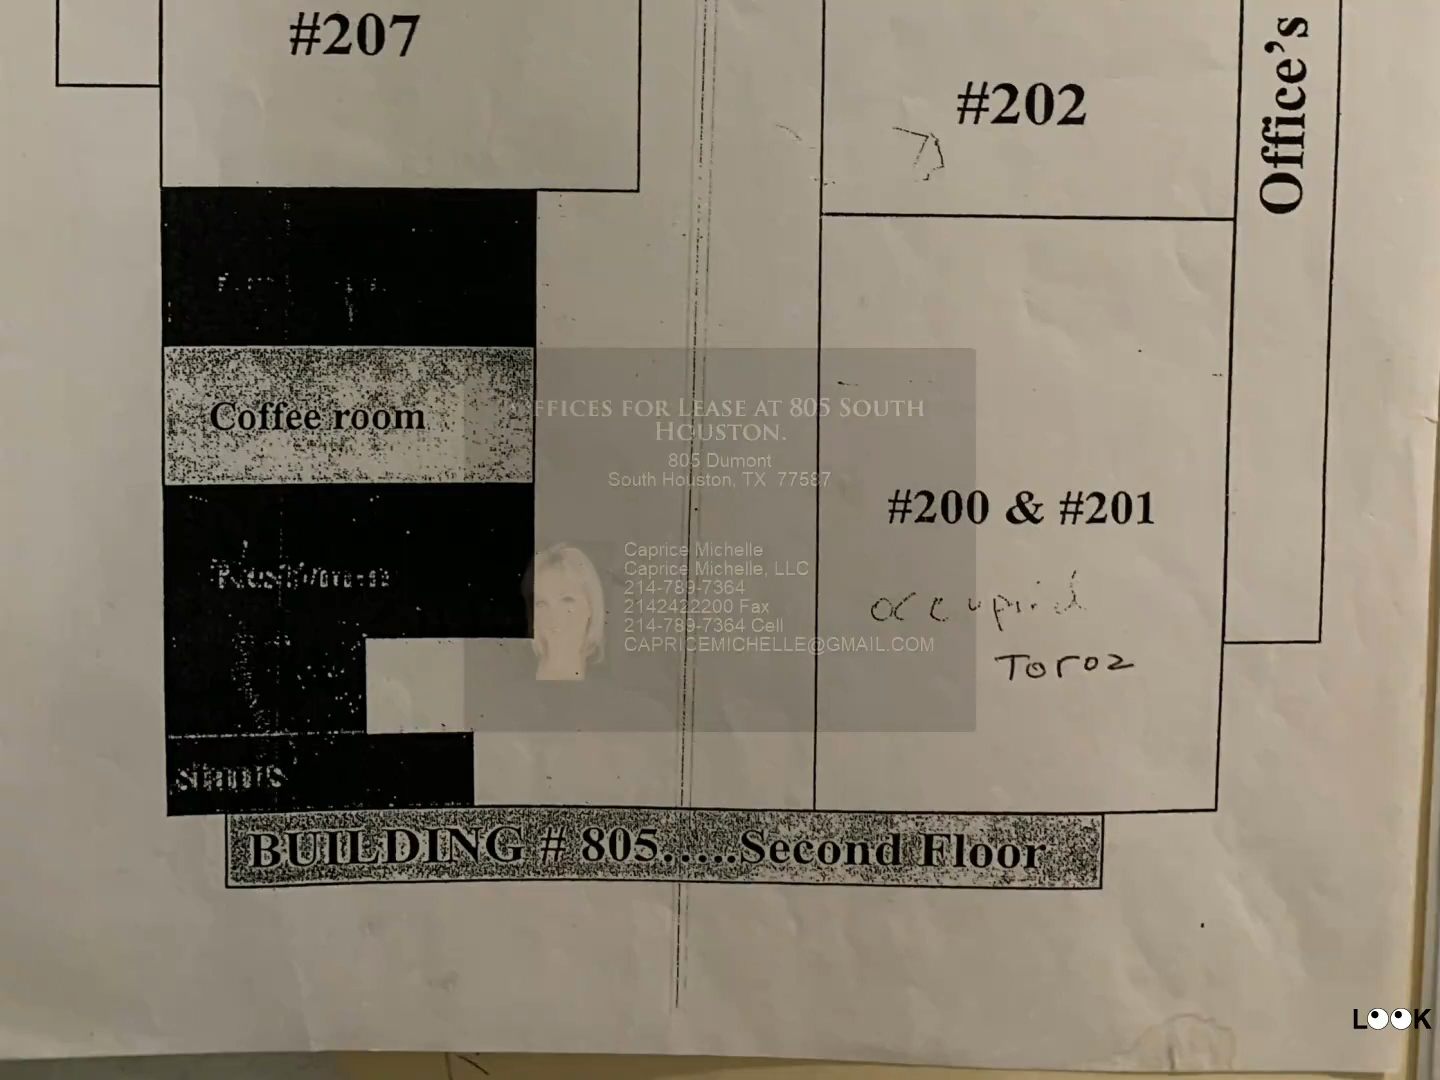 #207
#202
Office's
Coffee room
FFICES FOR LEASE AT 805 SOUTH
HOUSTON.
805 Dumont
South Houston, TX 77587
#200 & #201
Caprice Michelle
Caprice Michelle, LLC
214-789-7364
2142422200 Fax
214-789-7364 Cell
CAPRICEMICHELLE@GMAIL.COM
occupied
Toroz
BUILDING # 805.....Second Floor
LOOK